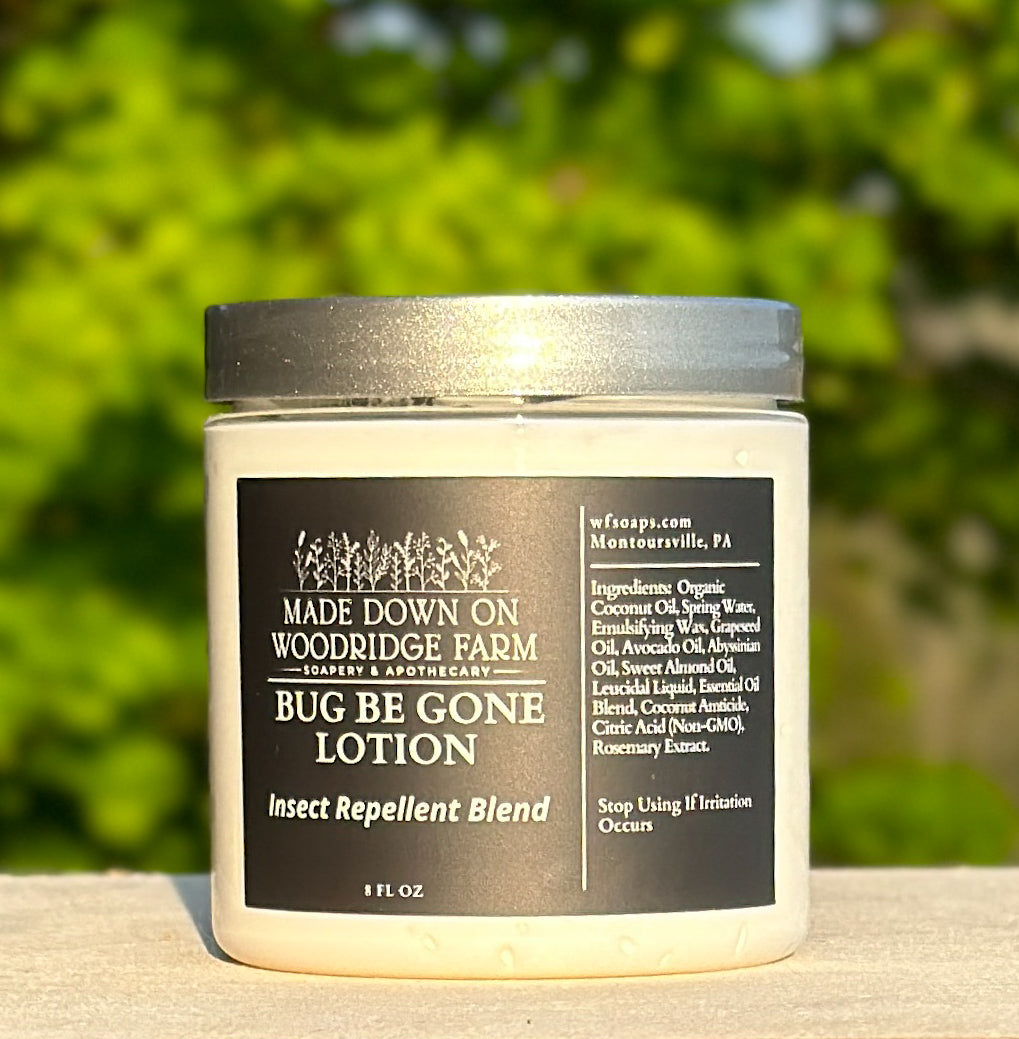 MADE DOWN ON
WOODRIDGE FARM
SOAPERY & APOTHECARY
BUG BE GONE
LOTION
Insect Repellent Blend
8 FL OZ
wfsoaps.com
Montoursville, PA
Ingredients: Organic
Coconut Oil, Spring Water,
Emulsifying Wax, Grapeseed
Oil, Avocado Oil, Abyssinian
Oil, Sweet Almond Oil,
Leucidal Liquid, Essential Oil
Blend, Coconut Amticide,
Citric Acid (Non-GMO),
Rosemary Extract.
Stop Using If Irritation
Occurs